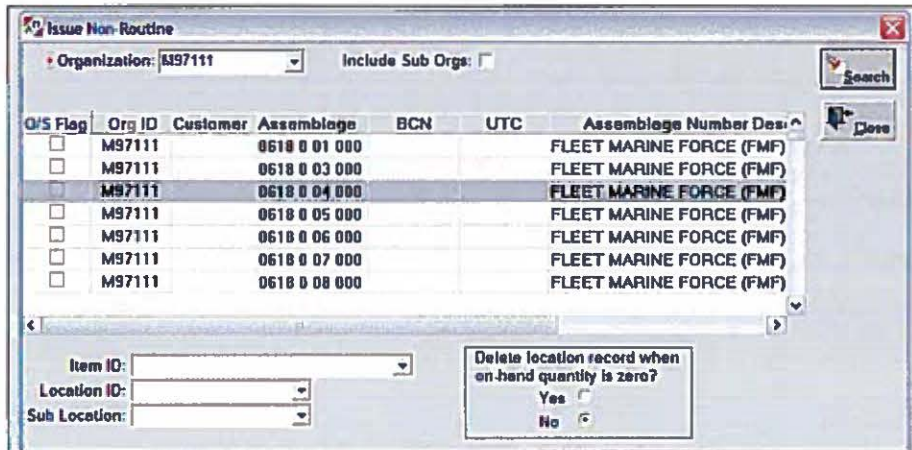 Issue Non-Routine
Organization: M97111 Include Sub Orgs:
Search
Close
O/S Flag Org ID Customer Assemblage BCN UTC Assemblage Number Des
M97111 0618 0 01 000 FLEET MARINE FORCE (FMF)
M97111 0618 0 03 000 FLEET MARINE FORCE (FMF)
M97111 0618 0 04 000 FLEET MARINE FORCE (FMF)
M97111 0618 0 05 000 FLEET MARINE FORCE (FMF)
M97111 0618 0 06 000 FLEET MARINE FORCE (FMF)
M97111 0618 0 07 000 FLEET MARINE FORCE (FMF)
M97111 0618 0 08 000 FLEET MARINE FORCE (FMF)
Item ID:
Location ID:
Sub Location:
Delete location record when
on-hand quantity is zero?
Yes
No